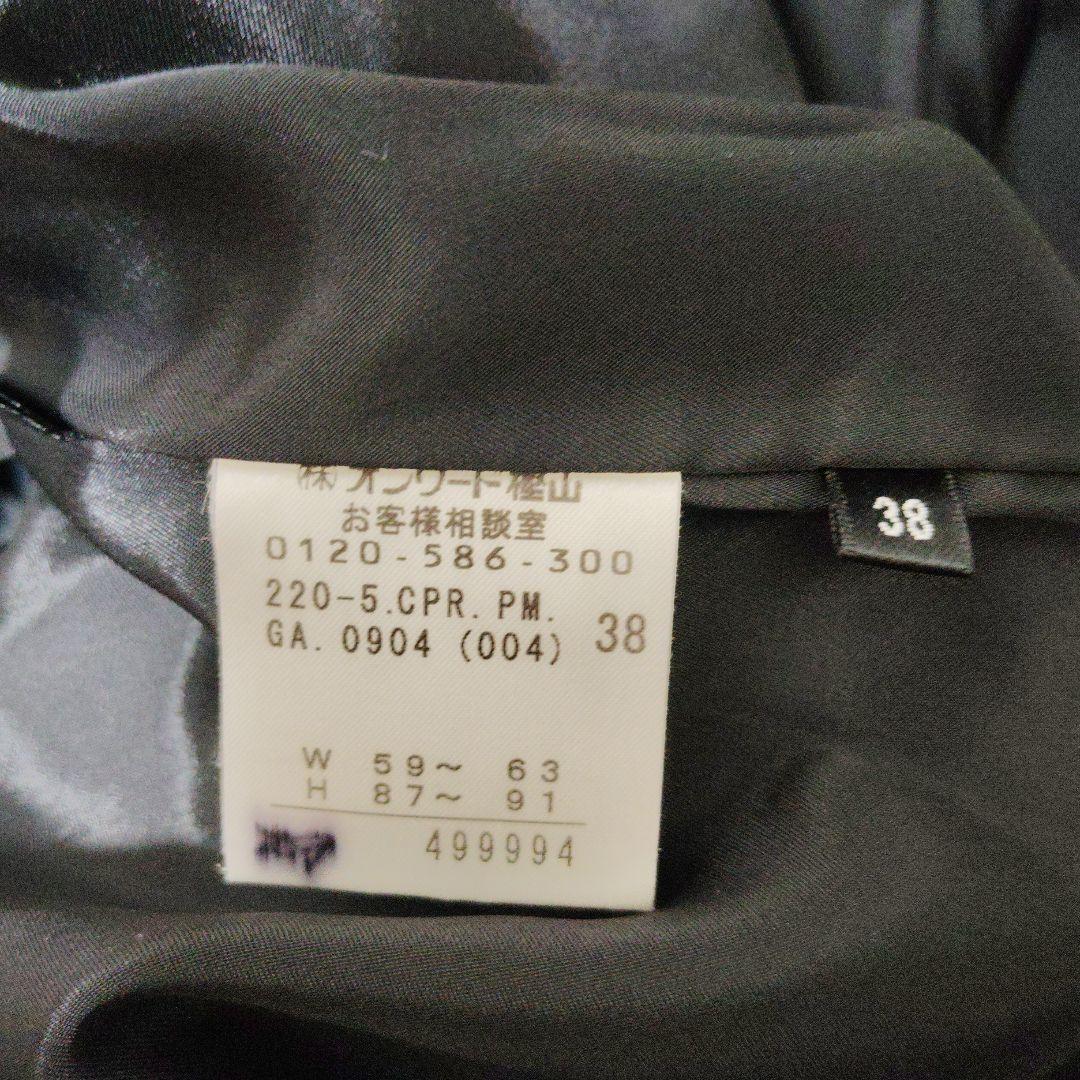 (株)オンワード樫山
お客様相談室
0120-586-300
220-5.CPR.PM.
GA.0904 (004) 38
W 59～ 63
H 87～ 91
499994
38